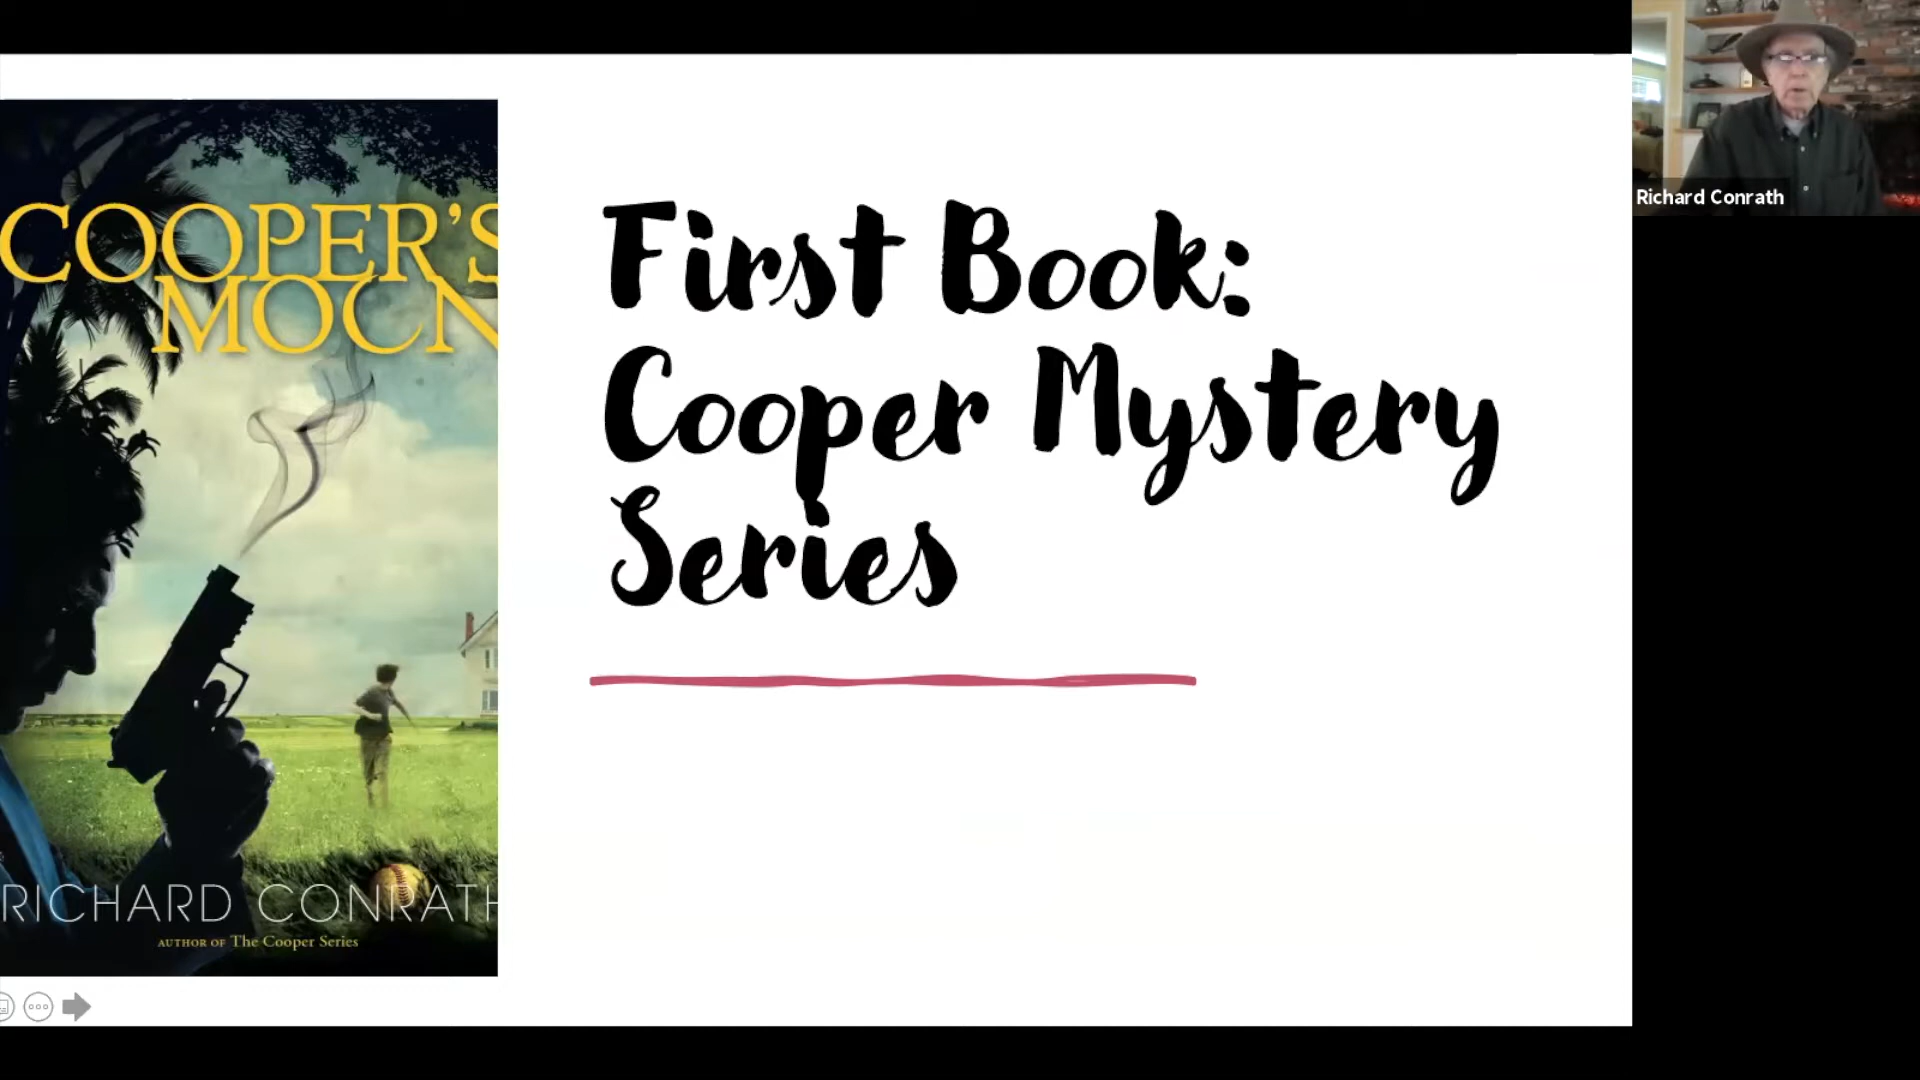 COOPER'S
MOON
RICHARD CONRATH
AUTHOR OF The Cooper Series
First Book:
Cooper Mystery
Series
Richard Conrath